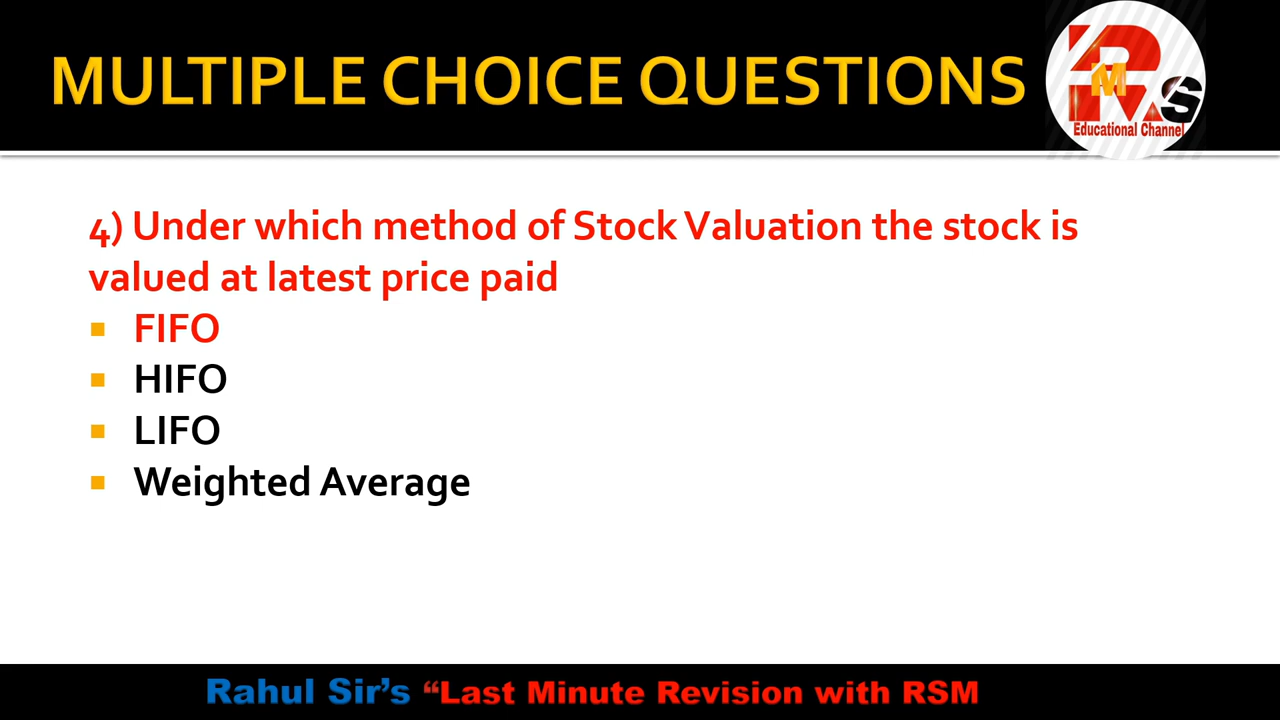 MULTIPLE CHOICE QUESTIONS
RMS
Educational Channel
4) Under which method of Stock Valuation the stock is
valued at latest price paid
FIFO
HIFO
LIFO
Weighted Average
Rahul Sir's “Last Minute Revision with RSM